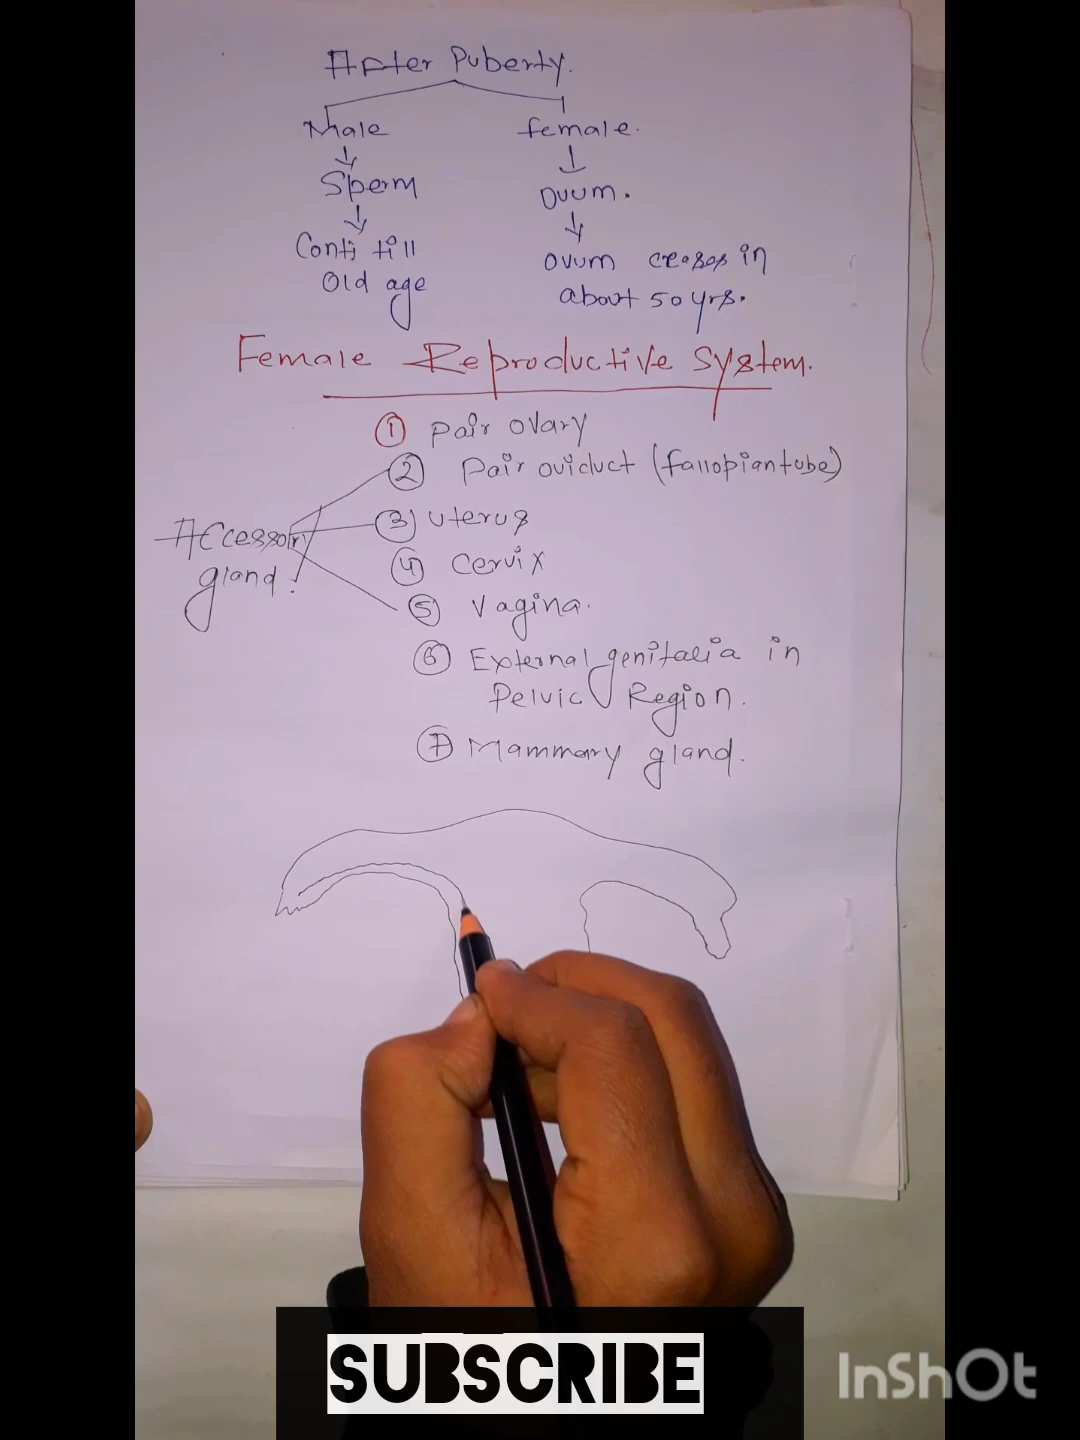 After Puberty.
Male
female.
Sperm
Ovum.
Conti till
Old age
Ovum ceases in
about 50 yrs.
Female Reproductive System.
① Pair ovary
② Pair oviduct (fallopian tube)
③ Uterus
④ Cervix
⑤ Vagina.
Accessory
gland.
⑥ External genitalia in
Pelvic Region.
⑦ Mammary gland.
SUBSCRIBE
InShOt